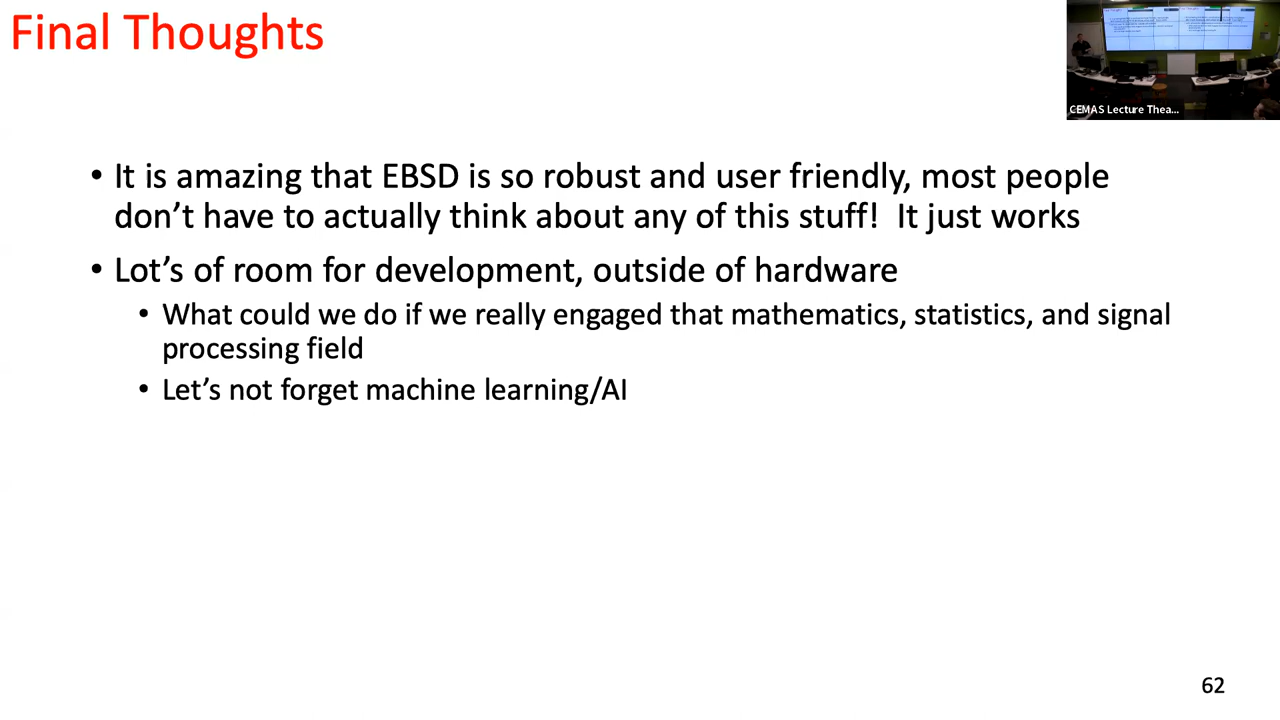 Final Thoughts
CEMAS Lecture Thea...
• It is amazing that EBSD is so robust and user friendly, most people
don't have to actually think about any of this stuff!  It just works
• Lot's of room for development, outside of hardware
• What could we do if we really engaged that mathematics, statistics, and signal
processing field
• Let's not forget machine learning/AI
62